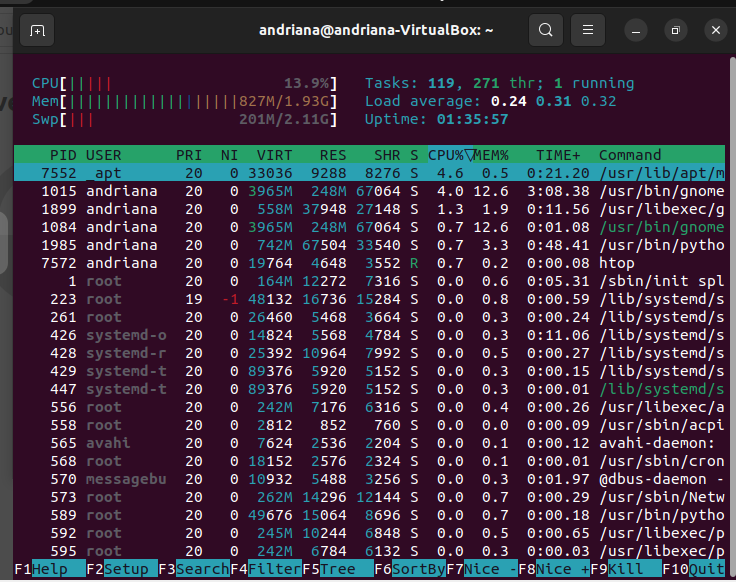 andriana@andriana-VirtualBox: ~
CPU[||||| 13.9%] Tasks: 119, 271 thr; 1 running
Mem[|||||||||||||||||||827M/1.93G] Load average: 0.24 0.31 0.32
Swp[||| 201M/2.11G] Uptime: 01:35:57
PID USER PRI NI VIRT RES SHR S CPU%▽MEM% TIME+ Command
7552 _apt 20 0 33036 9288 8276 S 4.6 0.5 0:21.20 /usr/lib/apt/m
1015 andriana 20 0 3965M 248M 67064 S 4.0 12.6 3:08.38 /usr/bin/gnome
1899 andriana 20 0 558M 37948 27148 S 1.3 1.9 0:11.56 /usr/libexec/g
1084 andriana 20 0 3965M 248M 67064 S 0.7 12.6 0:01.08 /usr/bin/gnome
1985 andriana 20 0 742M 67504 33540 S 0.7 3.3 0:48.41 /usr/bin/pytho
7572 andriana 20 0 19764 4648 3552 R 0.7 0.2 0:00.08 htop
1 root 20 0 164M 12272 7316 S 0.0 0.6 0:05.31 /sbin/init spl
223 root 19 -1 48132 16736 15284 S 0.0 0.8 0:00.59 /lib/systemd/s
261 root 20 0 26460 5468 3664 S 0.0 0.3 0:00.24 /lib/systemd/s
426 systemd-o 20 0 14824 5568 4784 S 0.0 0.3 0:11.06 /lib/systemd/s
428 systemd-r 20 0 25392 10964 7992 S 0.0 0.5 0:00.27 /lib/systemd/s
429 systemd-t 20 0 89376 5920 5152 S 0.0 0.3 0:00.15 /lib/systemd/s
447 systemd-t 20 0 89376 5920 5152 S 0.0 0.3 0:00.01 /lib/systemd/s
556 root 20 0 242M 7176 6316 S 0.0 0.4 0:00.26 /usr/libexec/a
558 root 20 0 2812 852 760 S 0.0 0.0 0:00.09 /usr/sbin/acpi
565 avahi 20 0 7624 2536 2204 S 0.0 0.1 0:00.12 avahi-daemon:
568 root 20 0 18152 2576 2324 S 0.0 0.1 0:00.01 /usr/sbin/cron
570 messagebu 20 0 10932 5488 3256 S 0.0 0.3 0:01.97 @dbus-daemon -
573 root 20 0 262M 14296 12144 S 0.0 0.7 0:00.29 /usr/sbin/Netw
589 root 20 0 49676 15064 8696 S 0.0 0.7 0:00.18 /usr/bin/pytho
592 root 20 0 245M 10244 6848 S 0.0 0.5 0:00.65 /usr/libexec/p
595 root 20 0 242M 6784 6132 S 0.0 0.3 0:00.03 /usr/libexec/p
F1Help F2Setup F3SearchF4FilterF5Tree F6SortByF7Nice -F8Nice +F9Kill F10Quit